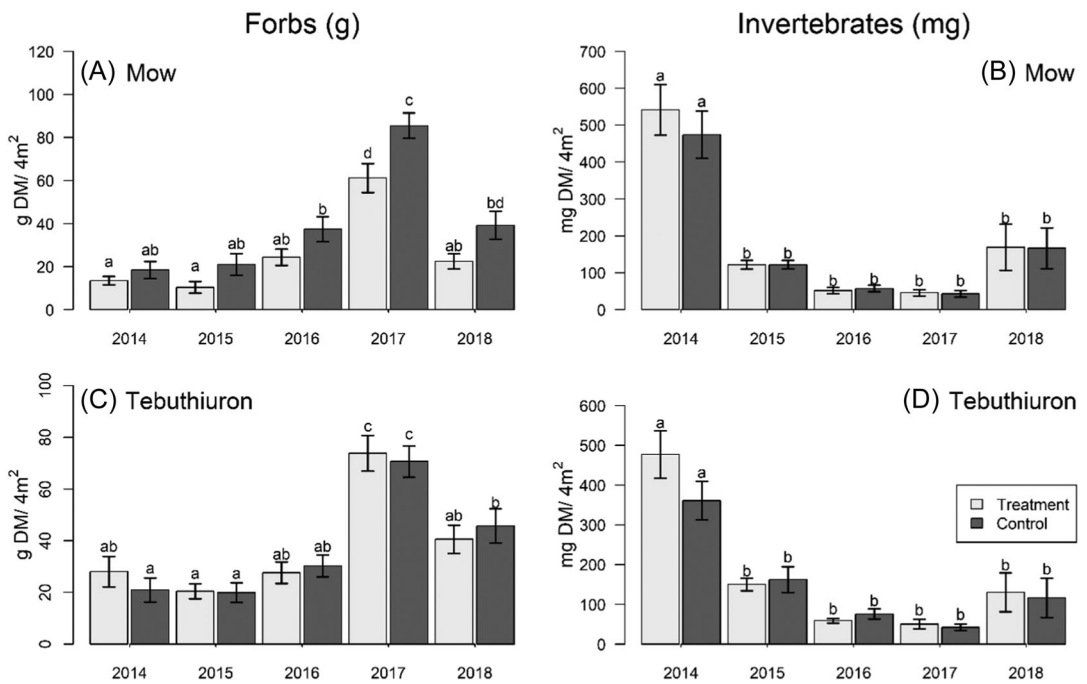 Forbs (g)
Invertebrates (mg)
(A) Mow
g DM/ 4m²
120
100
80
60
40
20
0
a ab a ab ab b d c ab bd
2014 2015 2016 2017 2018
(B) Mow
mg DM/ 4m²
700
600
500
400
300
200
100
0
a a b b b b b b b b
2014 2015 2016 2017 2018
(C) Tebuthiuron
g DM/ 4m²
100
80
60
40
20
0
ab a a a ab ab c c ab b
2014 2015 2016 2017 2018
(D) Tebuthiuron
mg DM/ 4m²
600
500
400
300
200
100
0
a a b b b b b b b b
Treatment
Control
2014 2015 2016 2017 2018